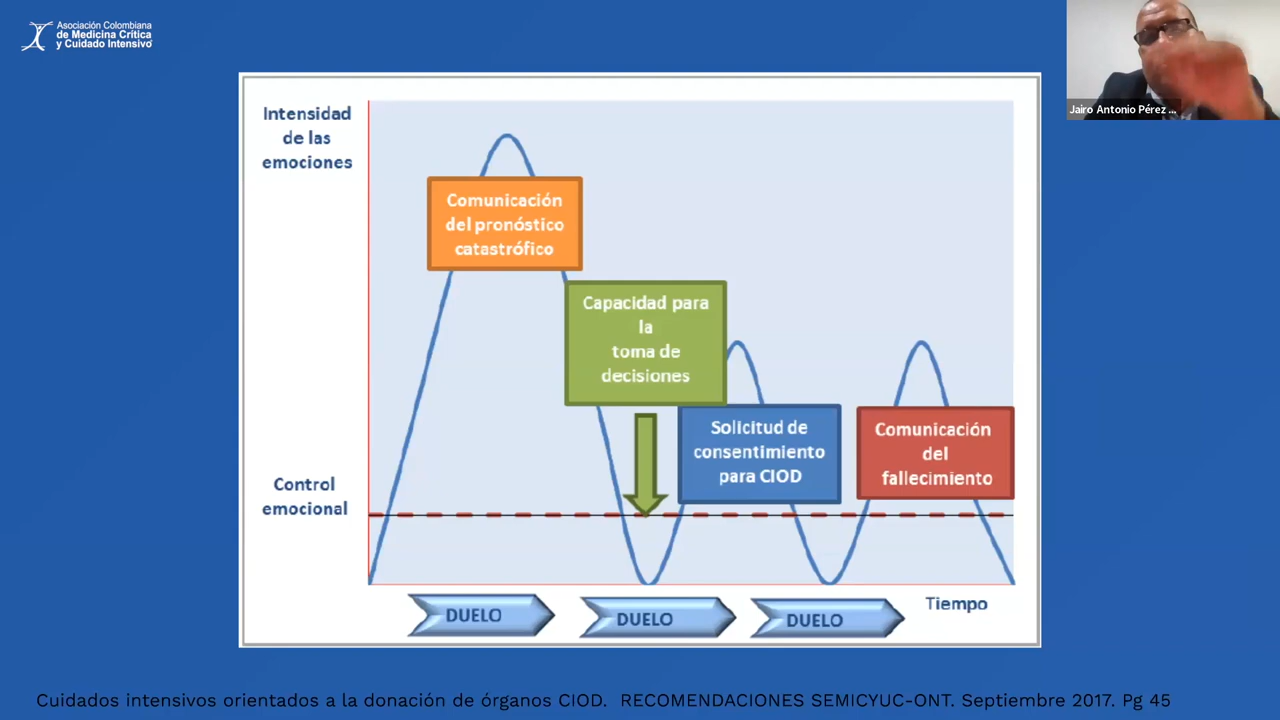 Asociación Colombiana
de Medicina Crítica
y Cuidado Intensivo
Jairo Antonio Pérez ...
Intensidad
de las
emociones
Comunicación
del pronóstico
catastrófico
Capacidad para
la
toma de
decisiones
Solicitud de
consentimiento
para CIOD
Comunicación
del
fallecimiento
Control
emocional
DUELO
DUELO
DUELO
Tiempo
Cuidados intensivos orientados a la donación de órganos CIOD. RECOMENDACIONES SEMICYUC-ONT. Septiembre 2017. Pg 45